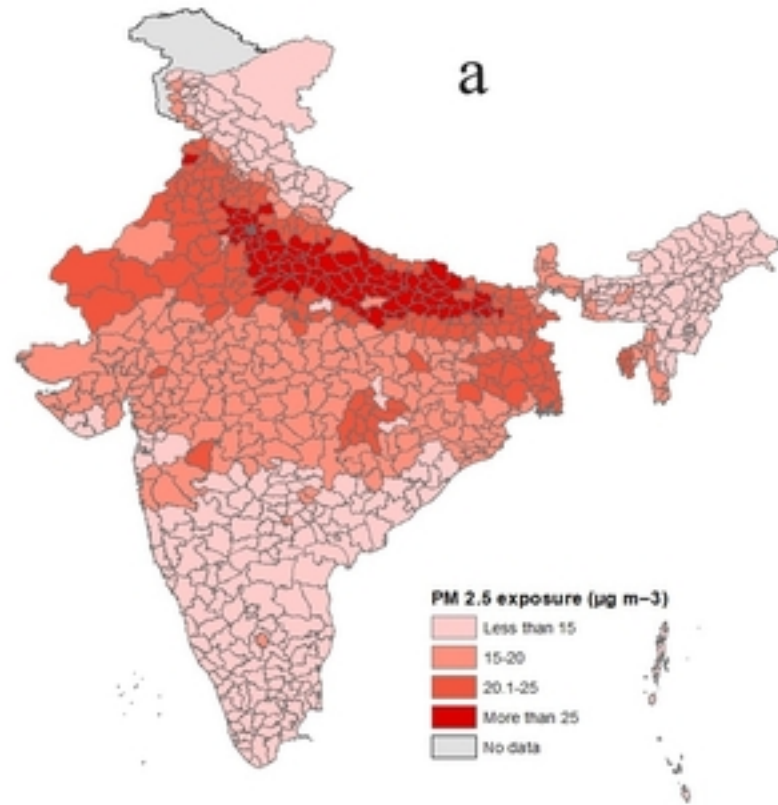 a
PM 2.5 exposure (µg m–3)
Less than 15
15-20
20.1-25
More than 25
No data